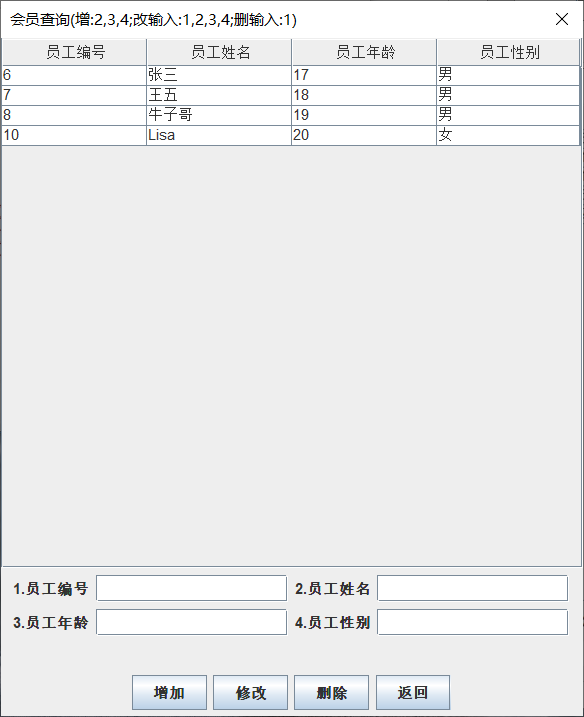 会员查询(增:2,3,4;改输入:1,2,3,4;删输入:1)
员工编号 员工姓名 员工年龄 员工性别
6 张三 17 男
7 王五 18 男
8 牛子哥 19 男
10 Lisa 20 女
1.员工编号 2.员工姓名
3.员工年龄 4.员工性别
增加 修改 删除 返回